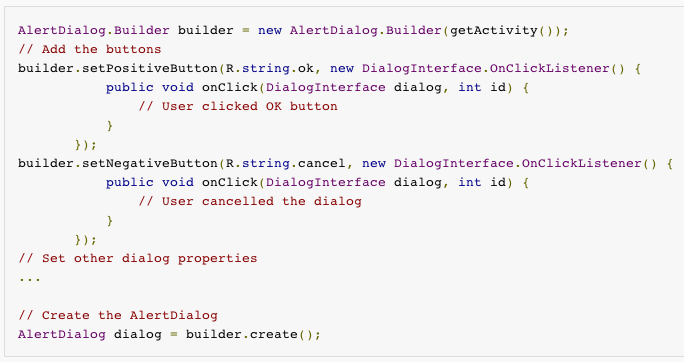 AlertDialog.Builder builder = new AlertDialog.Builder(getActivity());
// Add the buttons
builder.setPositiveButton(R.string.ok, new DialogInterface.OnClickListener() {
           public void onClick(DialogInterface dialog, int id) {
               // User clicked OK button
           }
       });
builder.setNegativeButton(R.string.cancel, new DialogInterface.OnClickListener() {
           public void onClick(DialogInterface dialog, int id) {
               // User cancelled the dialog
           }
       });
// Set other dialog properties
...

// Create the AlertDialog
AlertDialog dialog = builder.create();